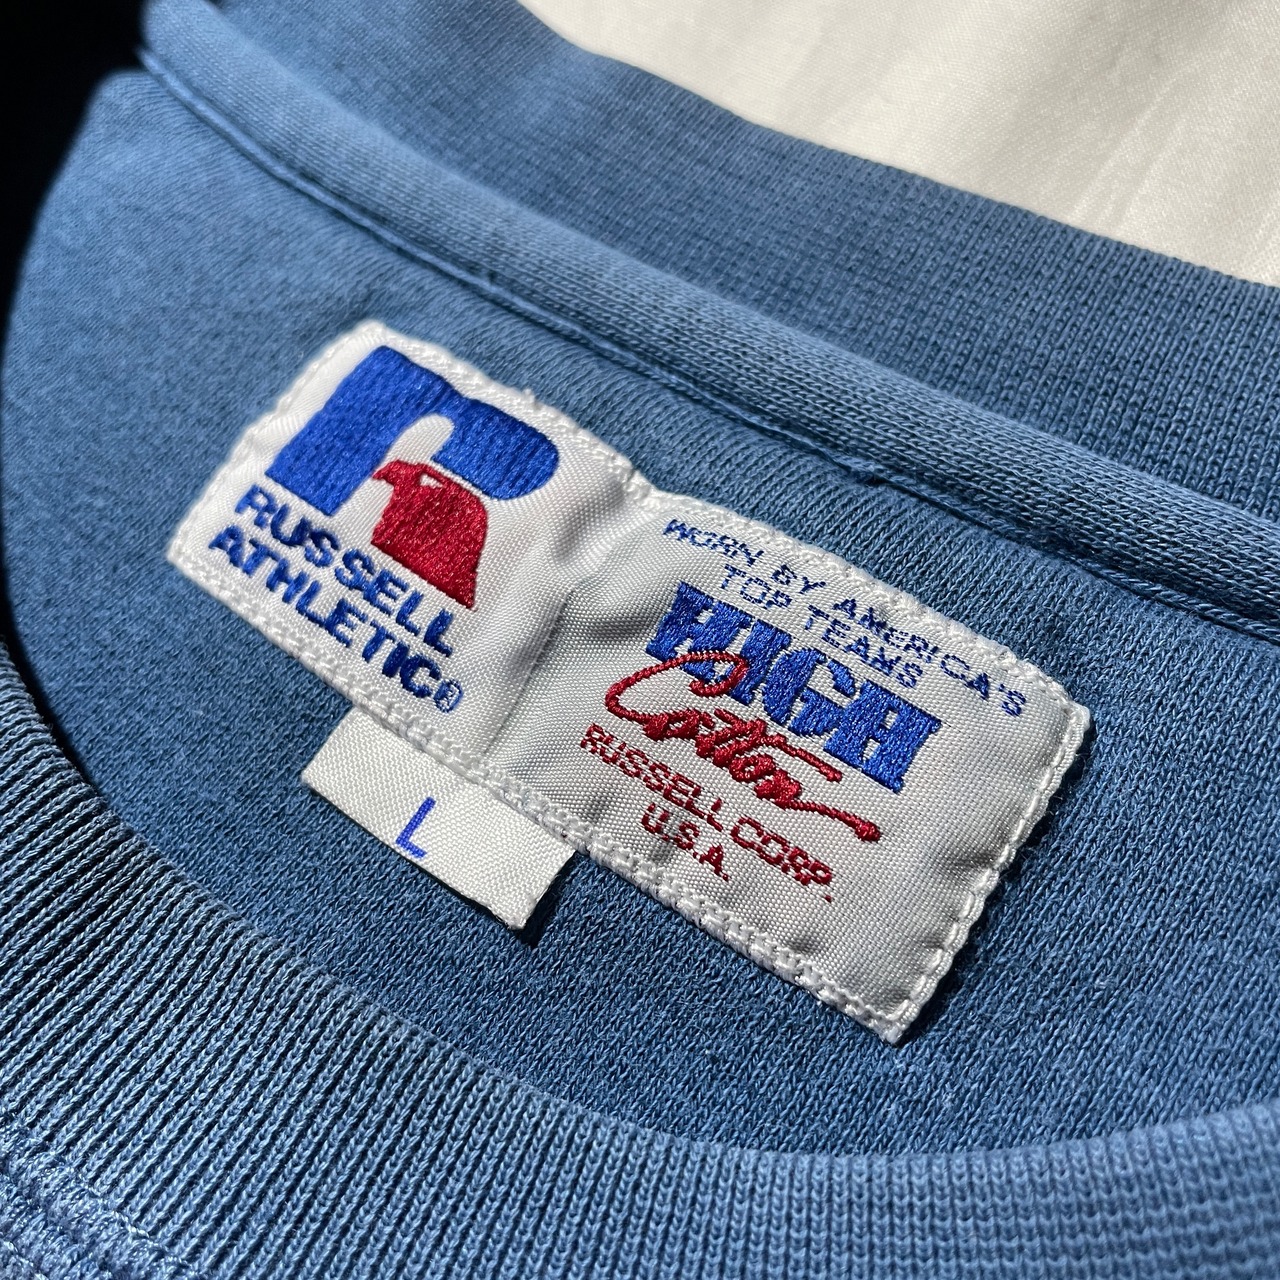 RUSSELL
ATHLETIC®
L
WORN BY AMERICA'S
TOP TEAMS
HIGH
Cotton
RUSSELL CORP.
U.S.A.